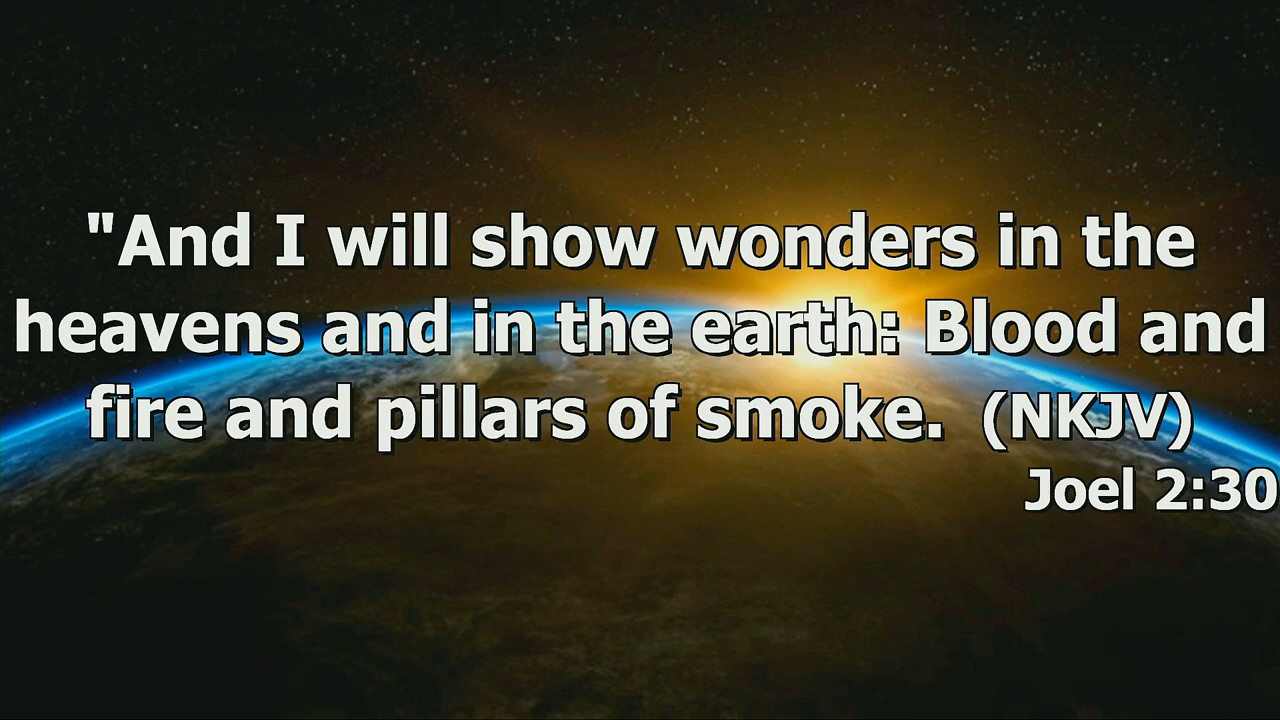 "And I will show wonders in the
heavens and in the earth: Blood and
fire and pillars of smoke.  (NKJV)
Joel 2:30